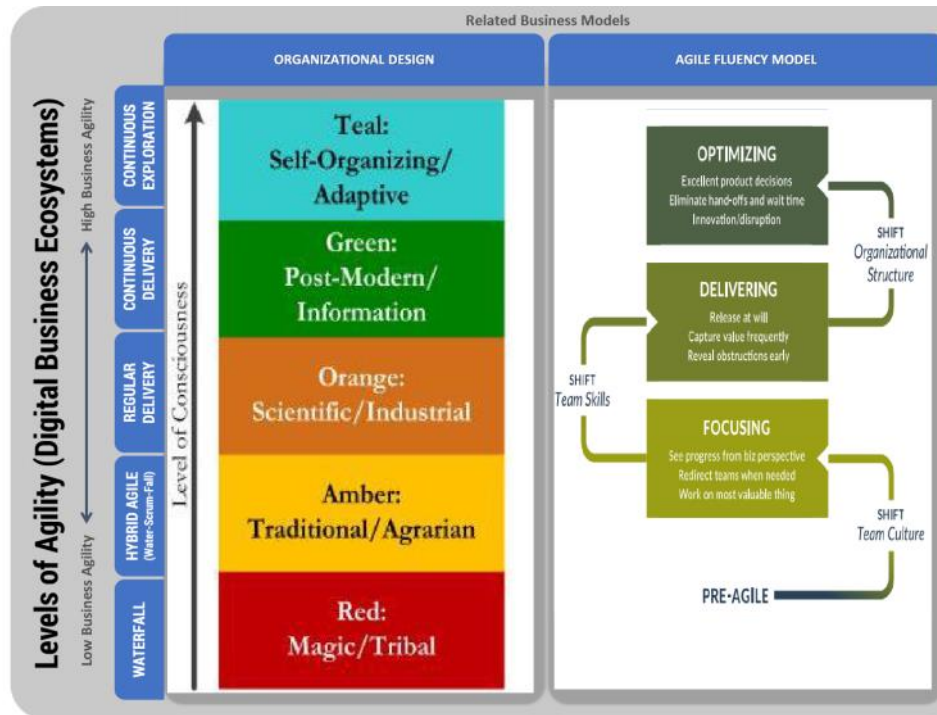 Related Business Models
ORGANIZATIONAL DESIGN
AGILE FLUENCY MODEL
Levels of Agility (Digital Business Ecosystems)
High Business Agility
Low Business Agility
CONTINUOUS
EXPLORATION
CONTINUOUS
DELIVERY
REGULAR
DELIVERY
HYBRID AGILE
(Water-Scrum-Fall)
WATERFALL
Level of Consciousness
Teal:
Self-Organizing/
Adaptive
Green:
Post-Modern/
Information
Orange:
Scientific/Industrial
Amber:
Traditional/Agrarian
Red:
Magic/Tribal
OPTIMIZING
Excellent product decisions
Eliminate hand-offs and wait time
Innovation/disruption
SHIFT
Organizational
Structure
DELIVERING
Release at will
Capture value frequently
Reveal obstructions early
SHIFT
Team Skills
FOCUSING
See progress from biz perspective
Redirect teams when needed
Work on most valuable thing
SHIFT
Team Culture
PRE-AGILE